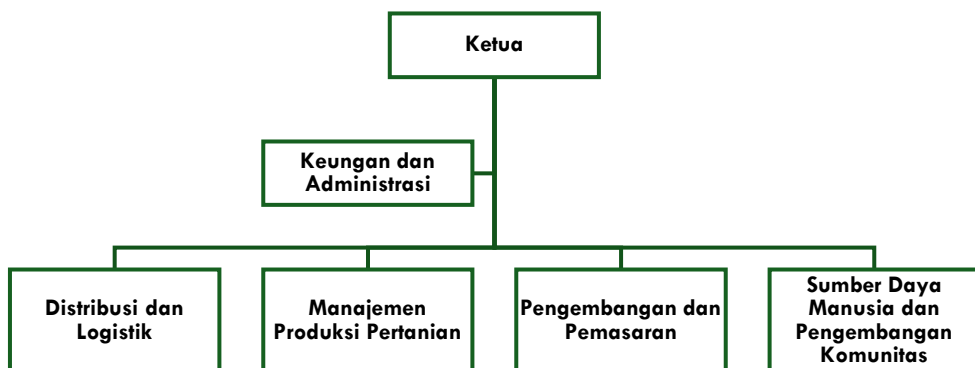 Ketua
Keungan dan
Administrasi
Distribusi dan
Logistik
Manajemen
Produksi Pertanian
Pengembangan dan
Pemasaran
Sumber Daya
Manusia dan
Pengembangan
Komunitas